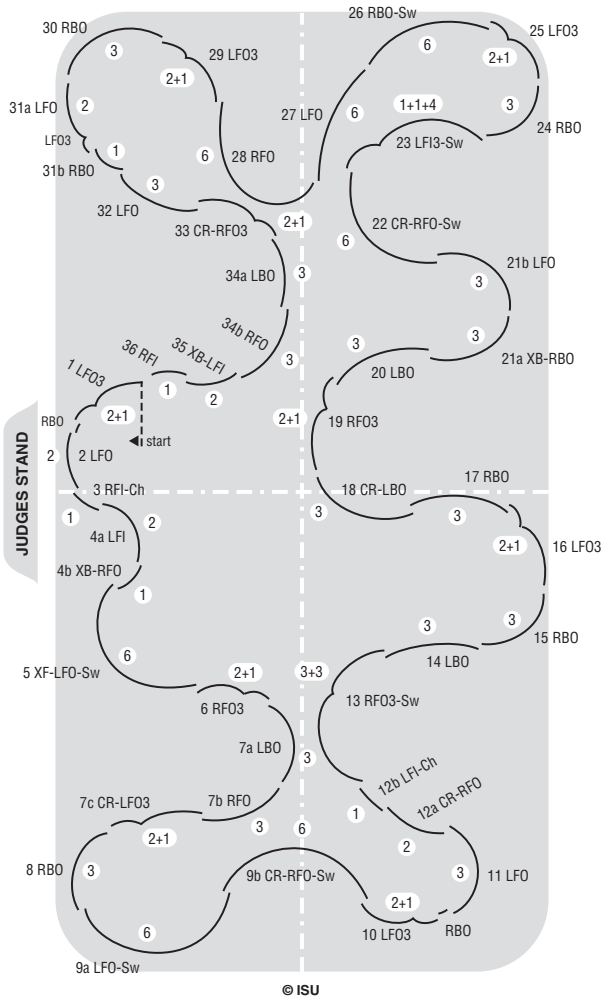 26 RBO-Sw
30 RBO
25 LFO3
3
6
29 LFO3
2+1
2+1
31a LFO
2
1+1+4
3
27 LFO
6
24 RBO
LFO3
23 LFI3-Sw
1
6
28 RFO
31b RBO
3
32 LFO
2+1
22 CR-RFO-Sw
33 CR-RFO3
6
21b LFO
34a LBO
3
3
34b RFO
3
3
35 XB-LFI
36 RFI
3
21a XB-RBO
1 LFO3
20 LBO
1
2
2+1
2+1
19 RFO3
RBO
start
2
2 LFO
JUDGES STAND
17 RBO
3 RFI-Ch
18 CR-LBO
1
2
3
3
4a LFI
2+1
16 LFO3
4b XB-RFO
1
3
3
15 RBO
6
14 LBO
5 XF-LFO-Sw
2+1
3+3
6 RFO3
13 RFO3-Sw
7a LBO
3
12b LFI-Ch
7c CR-LFO3
7b RFO
12a CR-RFO
1
3
6
2+1
2
8 RBO
3
9b CR-RFO-Sw
3
11 LFO
2+1
6
10 LFO3
RBO
9a LFO-Sw
© ISU